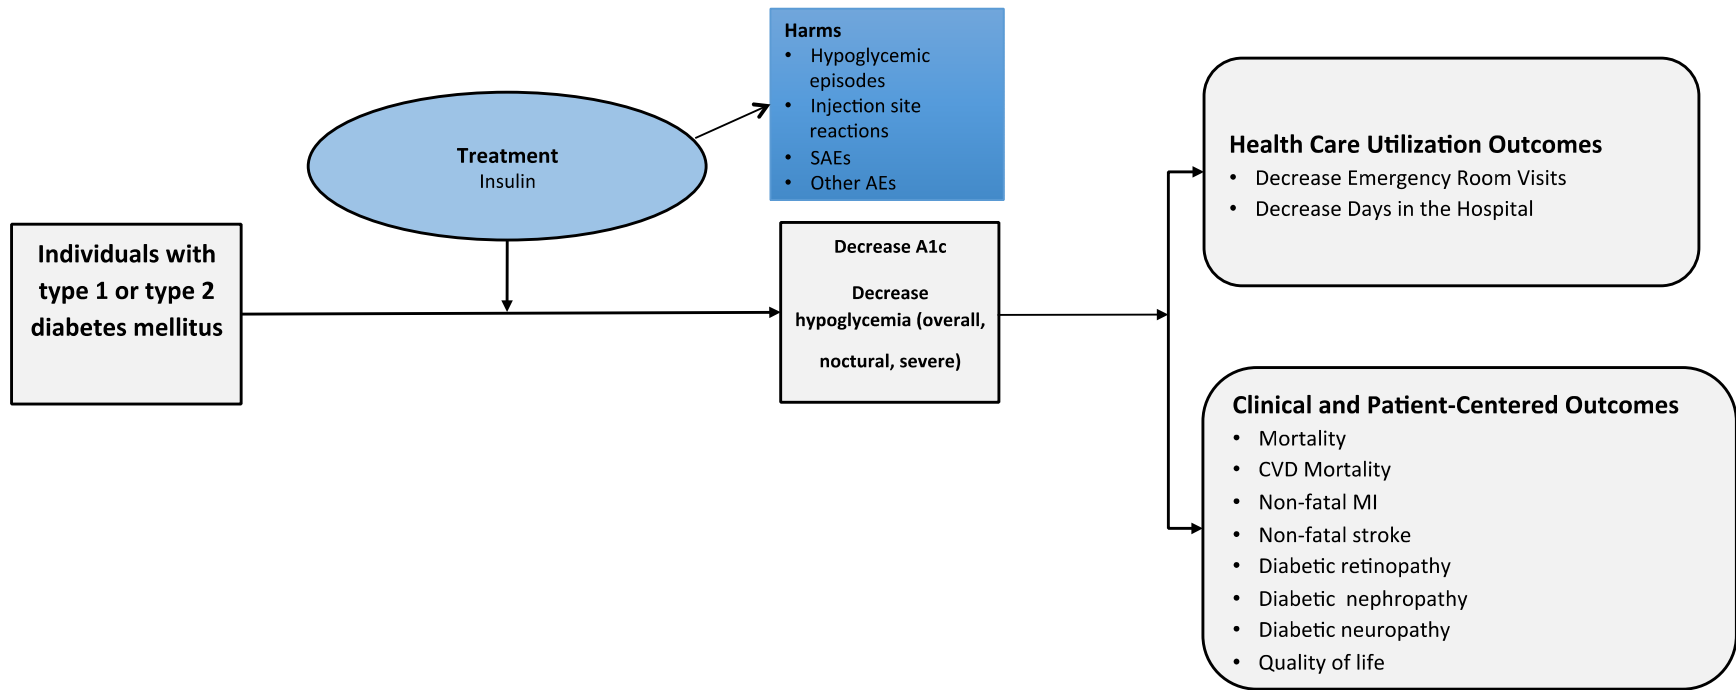 Individuals with
type 1 or type 2
diabetes mellitus
Treatment
Insulin
Harms
• Hypoglycemic
episodes
• Injection site
reactions
• SAEs
• Other AEs
Decrease A1c
Decrease
hypoglycemia (overall,
noctural, severe)
Health Care Utilization Outcomes
• Decrease Emergency Room Visits
• Decrease Days in the Hospital
Clinical and Patient-Centered Outcomes
• Mortality
• CVD Mortality
• Non-fatal MI
• Non-fatal stroke
• Diabetic retinopathy
• Diabetic nephropathy
• Diabetic neuropathy
• Quality of life